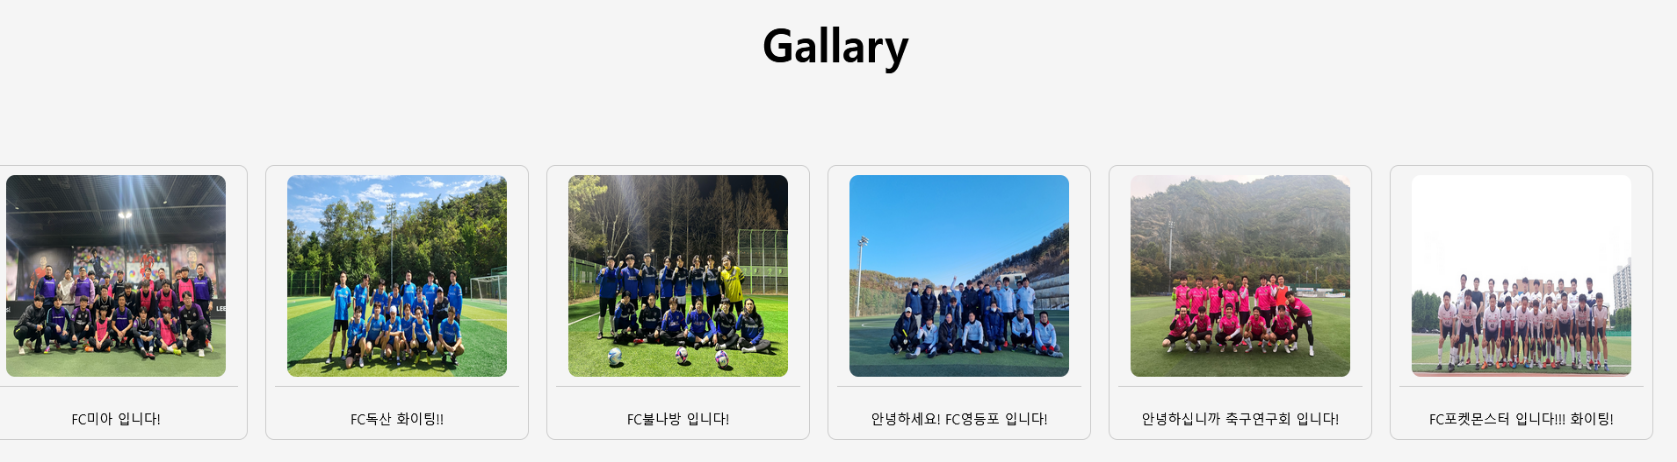 Gallary
FC미아 입니다!
FC독산 화이팅!!
FC불나방 입니다!
안녕하세요! FC영등포 입니다!
안녕하십니까 축구연구회 입니다!
FC포켓몬스터 입니다!!! 화이팅!